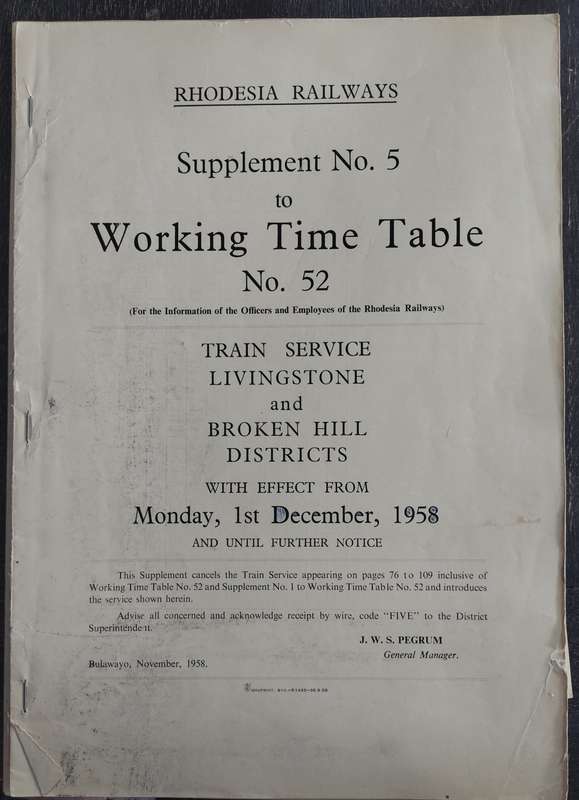 RHODESIA RAILWAYS
Supplement No. 5
to
Working Time Table
No. 52
(For the Information of the Officers and Employees of the Rhodesia Railways)
TRAIN SERVICE
LIVINGSTONE
and
BROKEN HILL
DISTRICTS
WITH EFFECT FROM
Monday, 1st December, 1958
AND UNTIL FURTHER NOTICE
This Supplement cancels the Train Service appearing on pages 76 to 109 inclusive of
Working Time Table No. 52 and Supplement No. 1 to Working Time Table No. 52 and introduces
the service shown herein.
Advise all concerned and acknowledge receipt by wire, code "FIVE" to the District
Superintendent.
J. W. S. PEGRUM
General Manager.
Bulawayo, November, 1958.